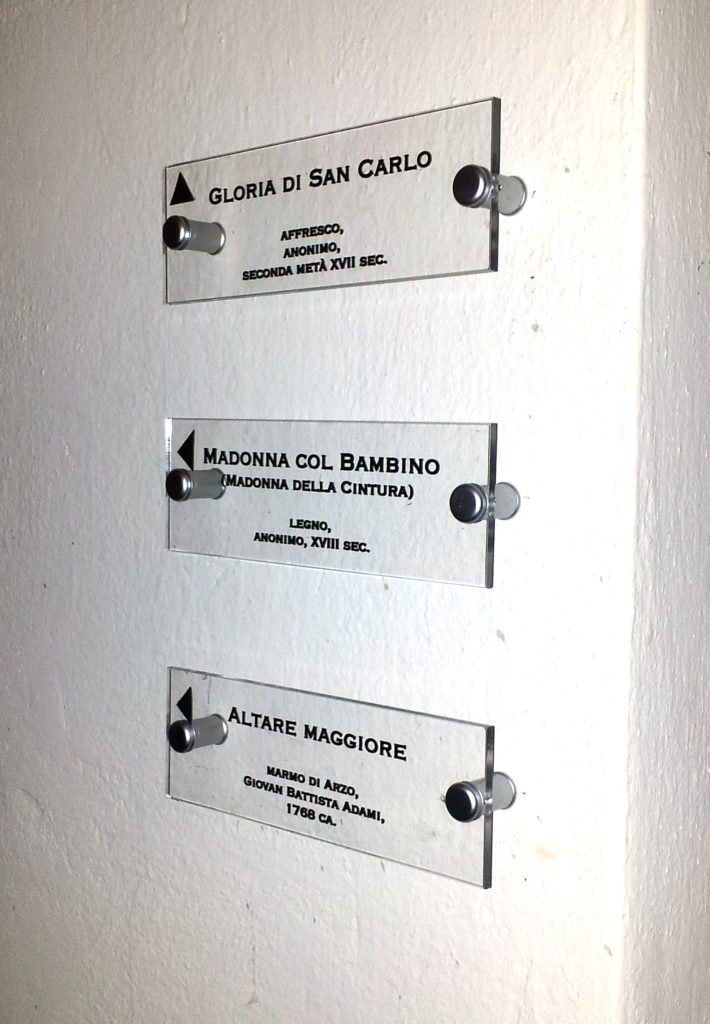 Gloria di San Carlo
affresco,
anonimo,
seconda metà XVII sec.
Madonna col Bambino
(Madonna della Cintura)
legno,
anonimo, XVIII sec.
Altare maggiore
marmo di Arzo,
Giovan Battista Adami,
1768 ca.